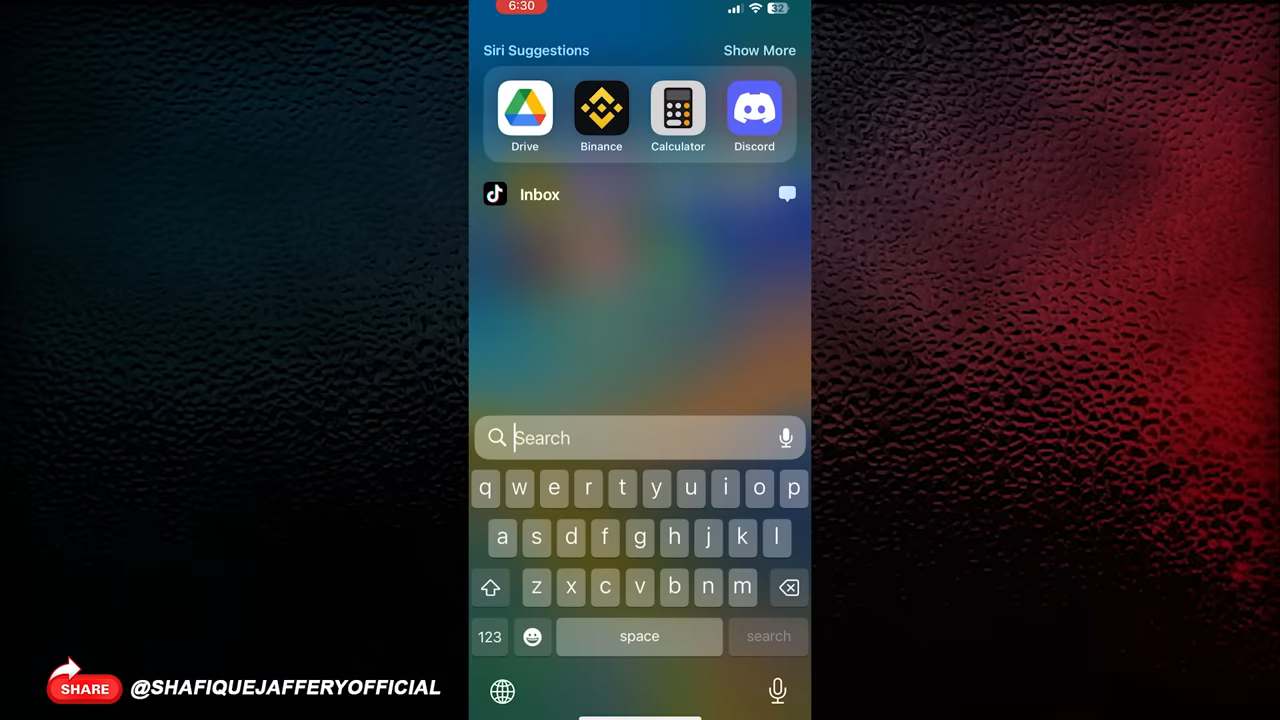 6:30
32
Siri Suggestions
Show More
Drive
Binance
Calculator
Discord
Inbox
Search
q w e r t y u i o p
a s d f g h j k l
z x c v b n m
123
space
search
SHARE
@SHAFIQUEJAFFERYOFFICIAL